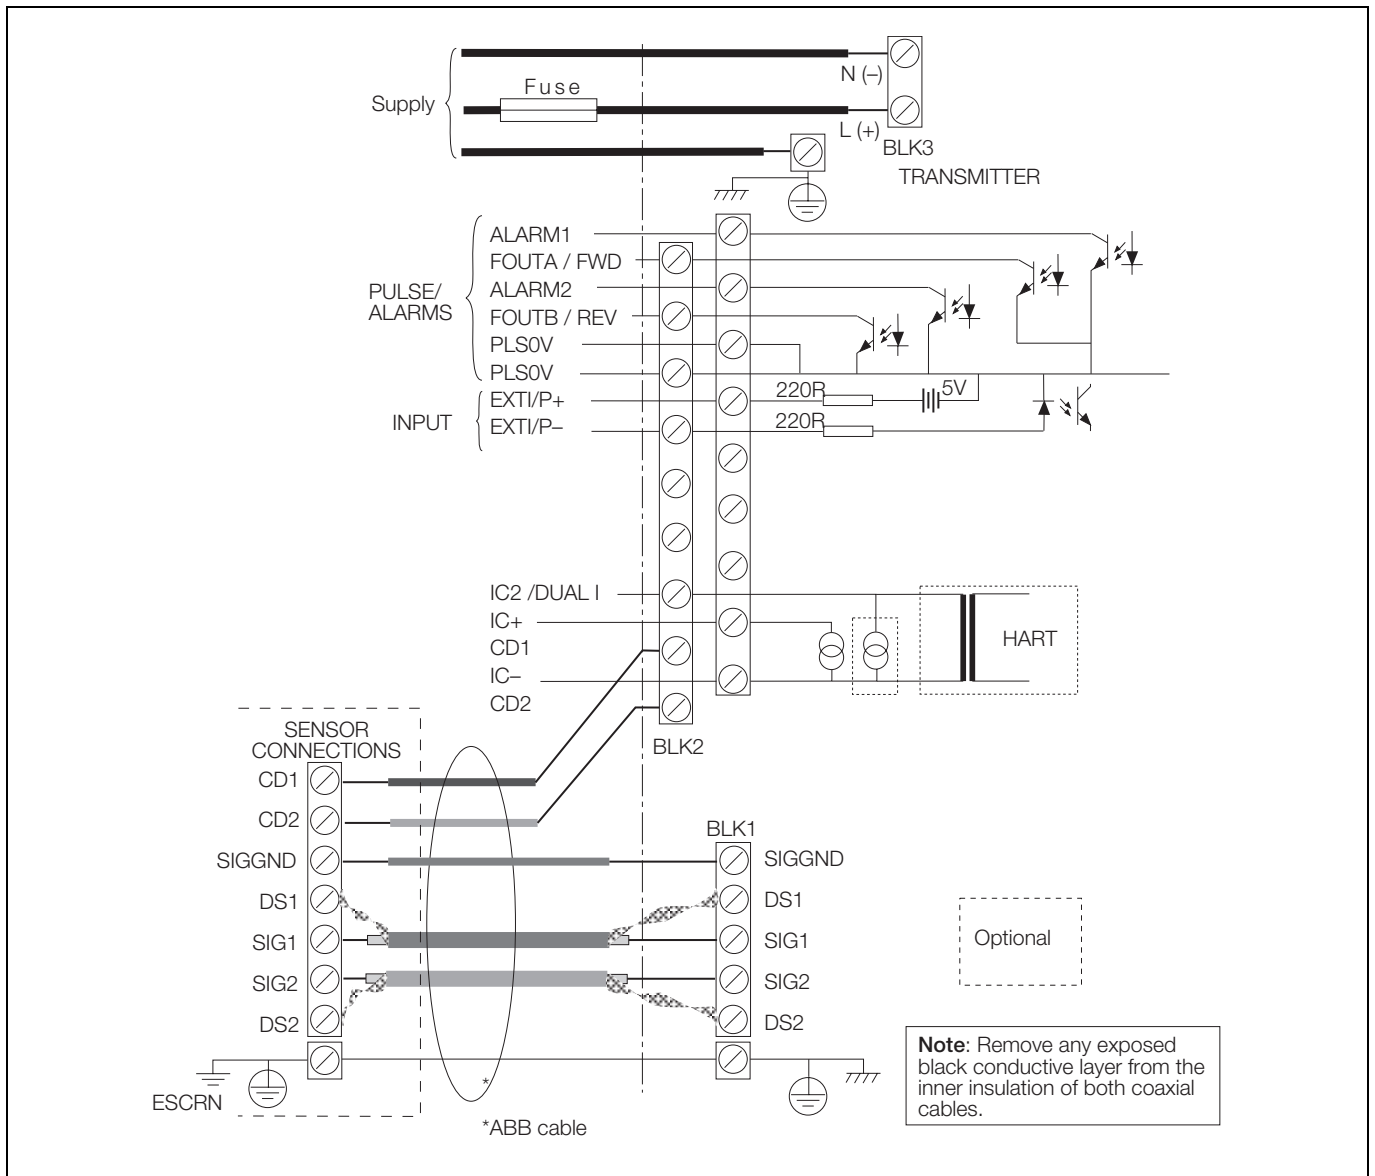 N (–)
Fuse
Supply
L (+)
BLK3
TRANSMITTER
PULSE/
ALARMS
ALARM1
FOUTA / FWD
ALARM2
FOUTB / REV
PLS0V
PLS0V
INPUT
EXTI/P+
EXTI/P–
220R
5V
220R
IC2 /DUAL I
IC+
CD1
IC–
CD2
HART
BLK2
SENSOR
CONNECTIONS
CD1
CD2
SIGGND
DS1
SIG1
SIG2
DS2
ESCRN
BLK1
SIGGND
DS1
SIG1
SIG2
DS2
*
*ABB cable
Optional
Note: Remove any exposed
black conductive layer from the
inner insulation of both coaxial
cables.